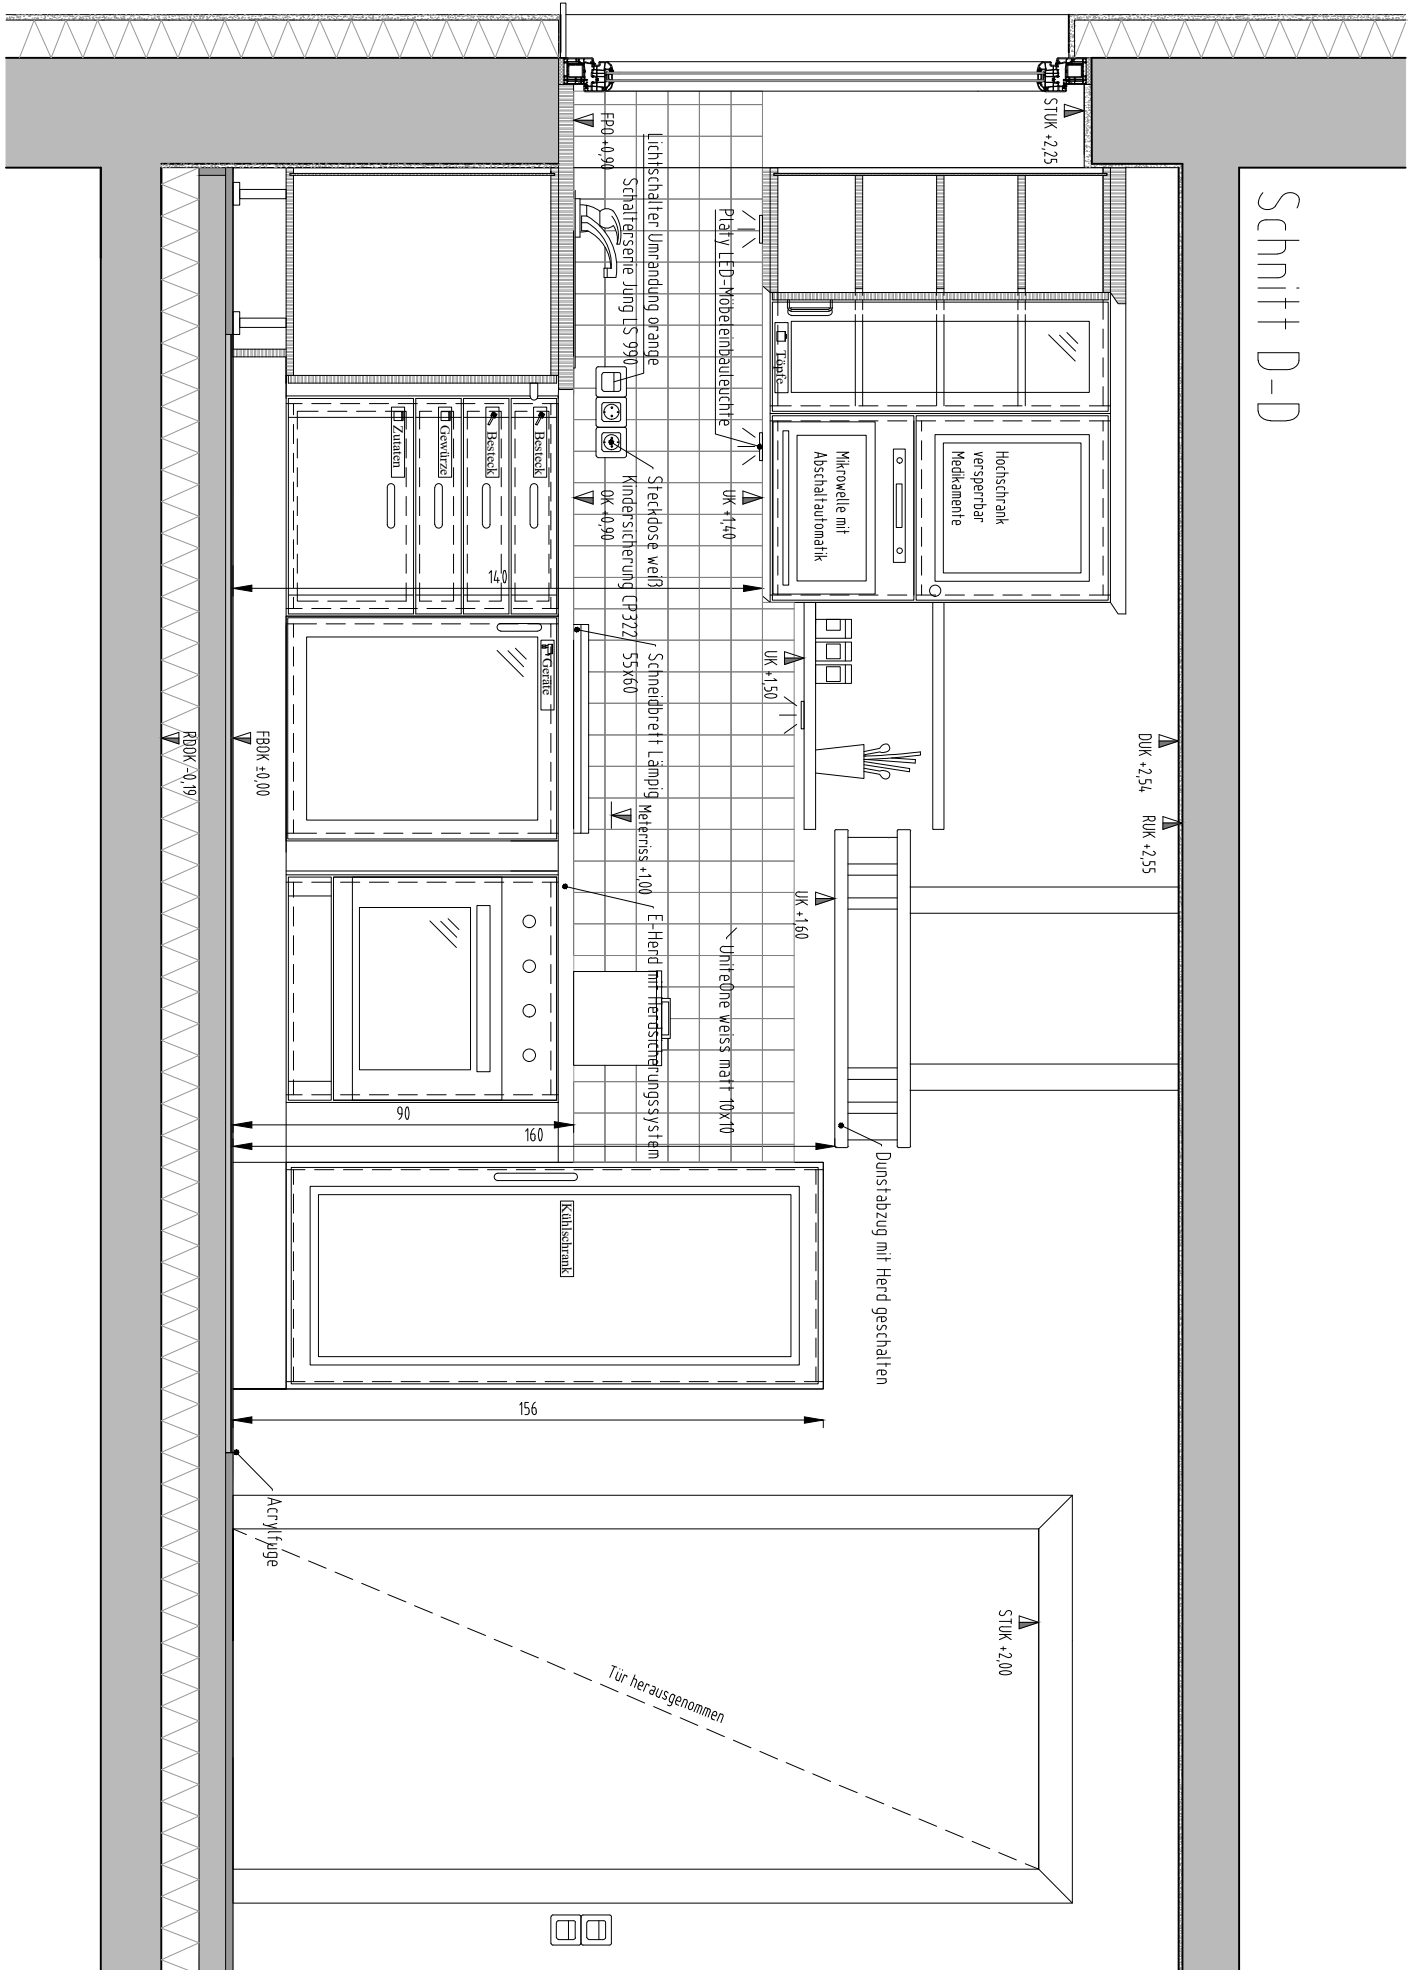 Schnitt D-D
STUK +2,25
DUK +2,54
RUK +2,55
Hochschrank
versperrbar
Medikamente
Mikrowelle mit
Abschaltautomatik
Töpfe
STUK +2,00
Dunstabzug mit Herd geschalten
UK +1,60
UK +1,50
UK +1,40
Platy LED-Möbeleinbauleuchte
UniteOne weiss matt 10x10
Lichtschalter Umrandung orange
Schalterserie Jung LS 990
Steckdose weiß
Kindersicherung CP322 55x60
Schneidbrett Lämpig
Meterriss +1,00
E-Herd mit Herdsicherungssystem
FPO +0,90
OK +0,90
Besteck
Besteck
Gewürze
Zutaten
Geräte
Kühlschrank
140
90
160
156
Tür herausgenommen
Acrylfuge
FBOK ±0,00
RDOK -0,19